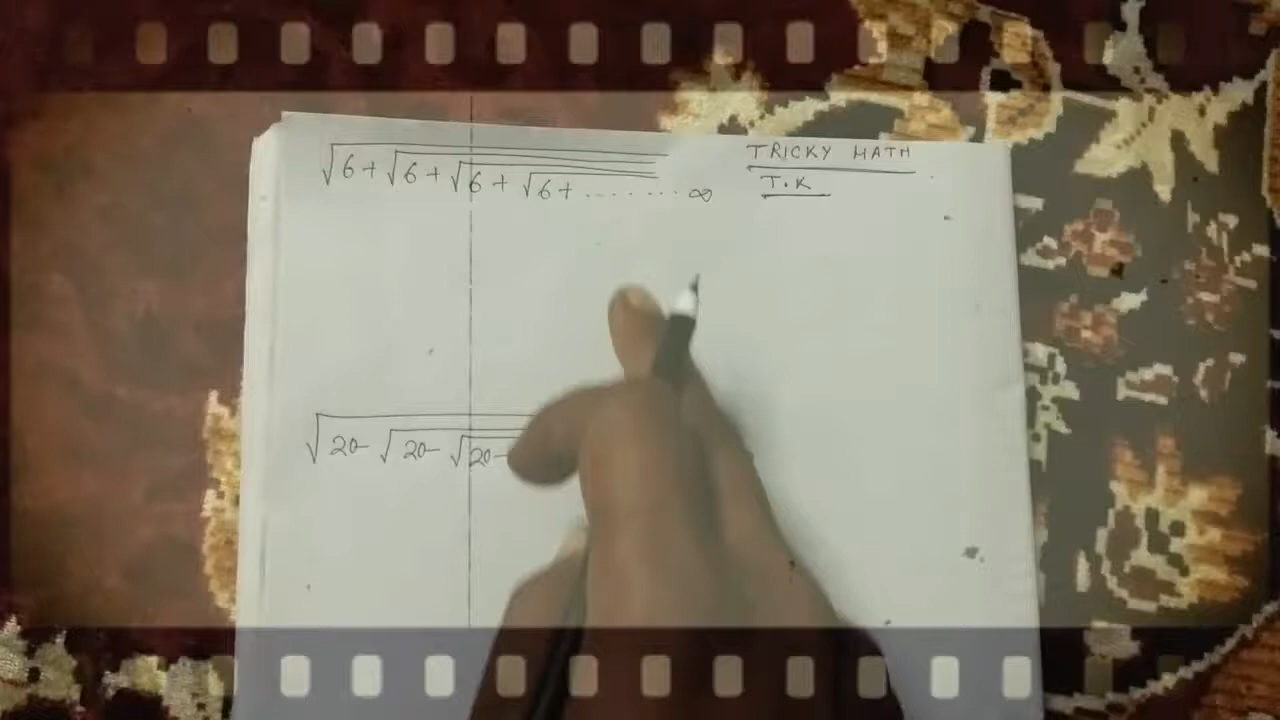 √6+√6+√6+√6+........∞
TRICKY MATH
T.K
√20-√20-√20-